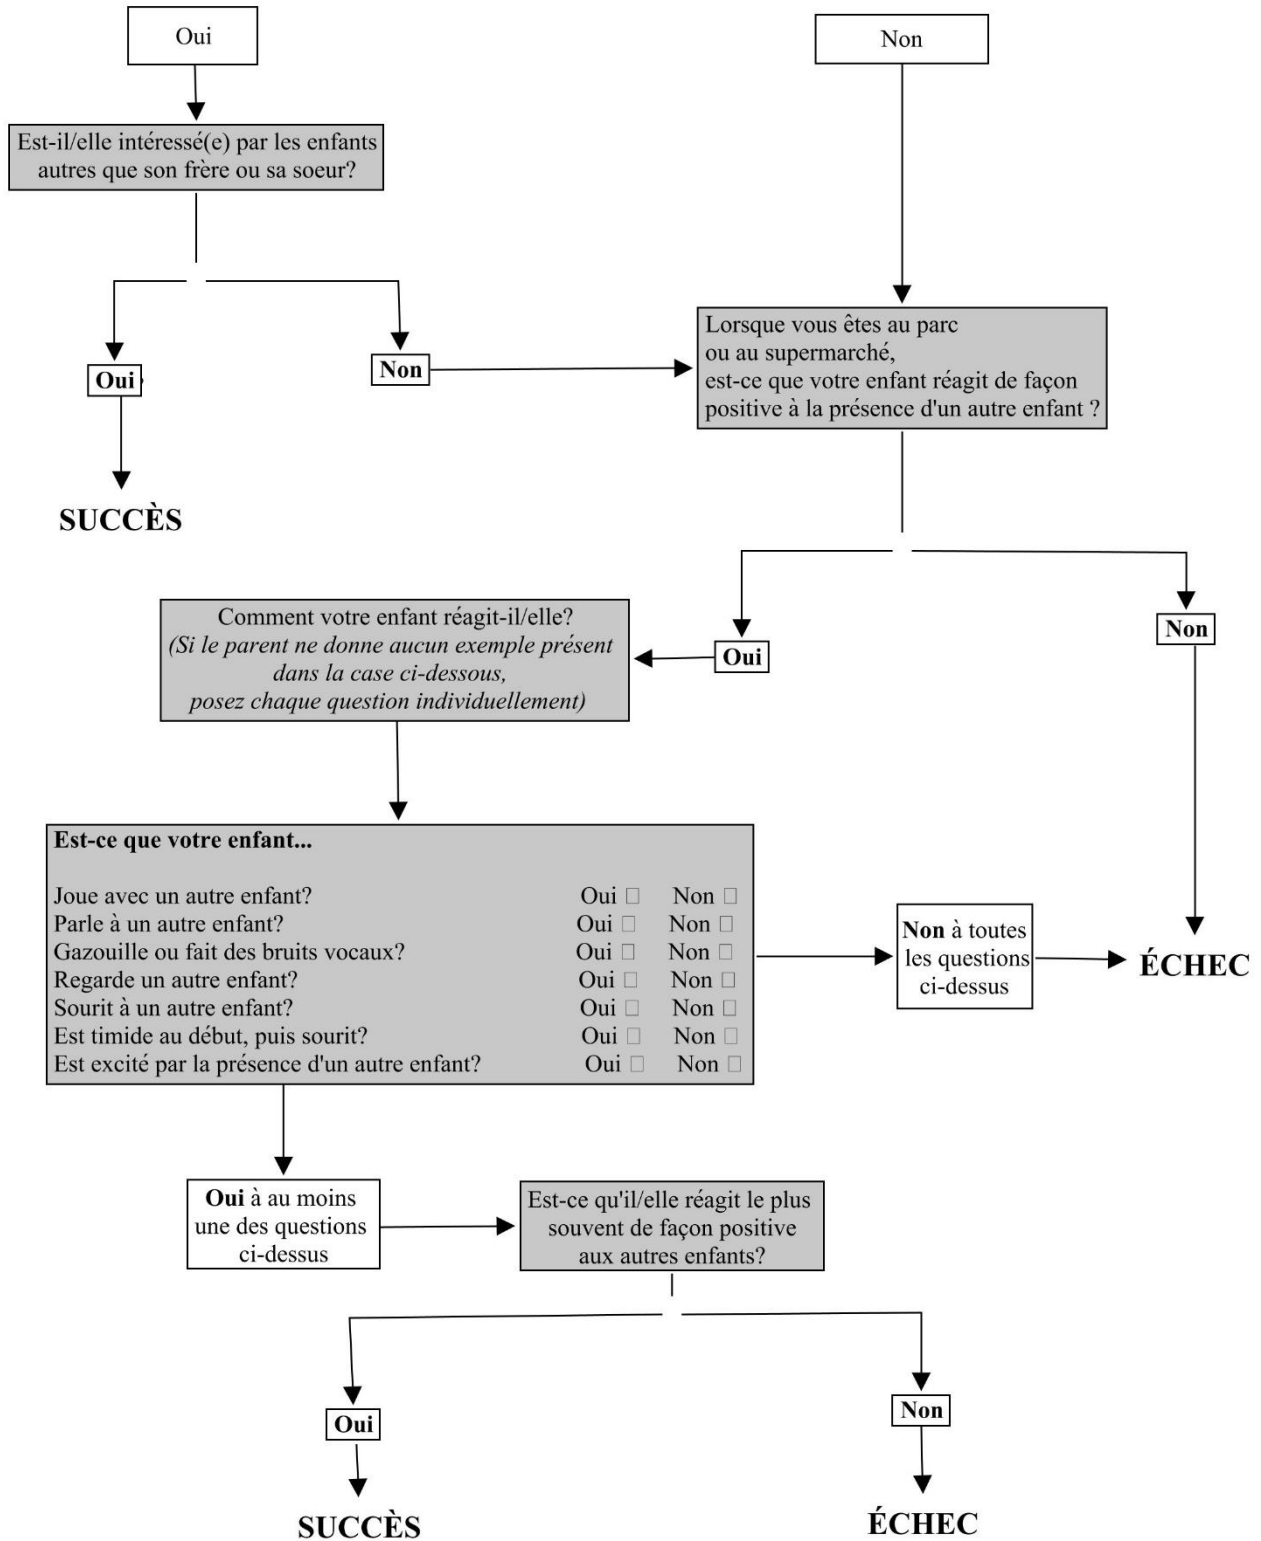 Oui
Non
Est-il/elle intéressé(e) par les enfants
autres que son frère ou sa soeur?
Lorsque vous êtes au parc
ou au supermarché,
est-ce que votre enfant réagit de façon
positive à la présence d'un autre enfant ?
Oui
Non
SUCCÈS
Comment votre enfant réagit-il/elle?
(Si le parent ne donne aucun exemple présent
dans la case ci-dessous,
posez chaque question individuellement)
Oui
Non
Est-ce que votre enfant...
Joue avec un autre enfant? Oui □ Non □
Parle à un autre enfant? Oui □ Non □
Gazouille ou fait des bruits vocaux? Oui □ Non □
Regarde un autre enfant? Oui □ Non □
Sourit à un autre enfant? Oui □ Non □
Est timide au début, puis sourit? Oui □ Non □
Est excité par la présence d'un autre enfant? Oui □ Non □
Non à toutes
les questions
ci-dessus
ÉCHEC
Oui à au moins
une des questions
ci-dessus
Est-ce qu'il/elle réagit le plus
souvent de façon positive
aux autres enfants?
Oui
Non
SUCCÈS
ÉCHEC